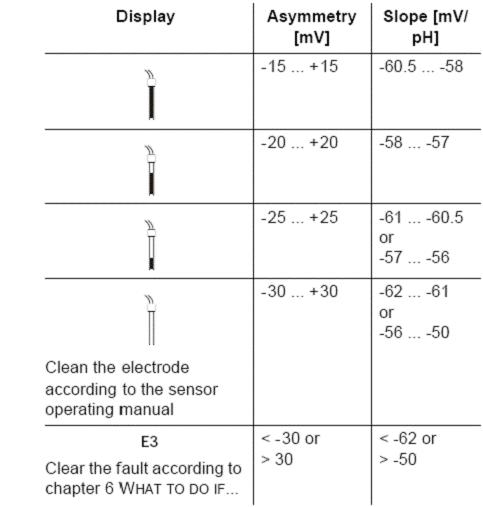 Display
Asymmetry
[mV]
Slope [mV/
pH]
-15 ... +15
-60.5 ... -58
-20 ... +20
-58 ... -57
-25 ... +25
-61 ... -60.5
or
-57 ... -56
-30 ... +30
-62 ... -61
or
-56 ... -50
Clean the electrode
according to the sensor
operating manual
E3
Clear the fault according to
chapter 6 WHAT TO DO IF...
< -30 or
> 30
< -62 or
> -50